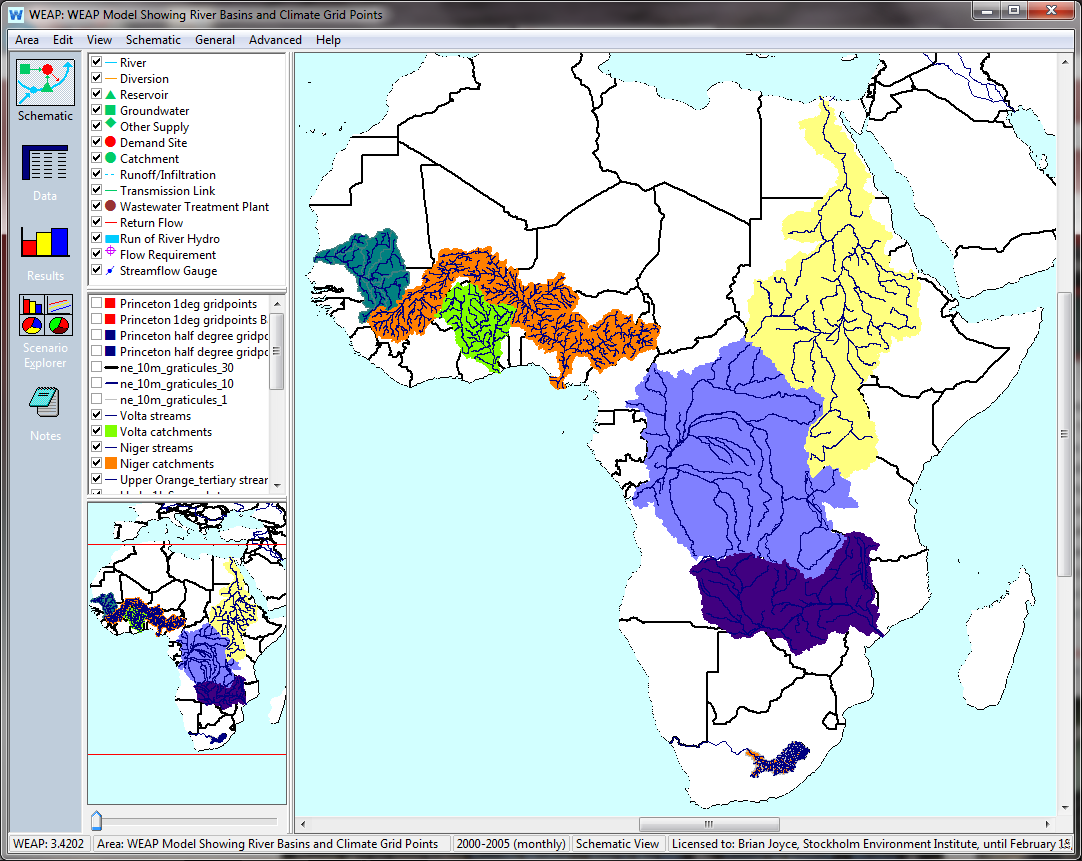 WEAP: WEAP Model Showing River Basins and Climate Grid Points
Area Edit View Schematic General Advanced Help
Schematic
Data
Results
Scenario
Explorer
Notes
River
Diversion
Reservoir
Groundwater
Other Supply
Demand Site
Catchment
Runoff/Infiltration
Transmission Link
Wastewater Treatment Plant
Return Flow
Run of River Hydro
Flow Requirement
Streamflow Gauge
Princeton 1deg gridpoints
Princeton 1deg gridpoints B
Princeton half degree gridpo
Princeton half degree gridpo
ne_10m_graticules_30
ne_10m_graticules_10
ne_10m_graticules_1
Volta streams
Volta catchments
Niger streams
Niger catchments
Upper Orange_tertiary strear
WEAP: 3.4202 Area: WEAP Model Showing River Basins and Climate Grid Points 2000-2005 (monthly) Schematic View Licensed to: Brian Joyce, Stockholm Environment Institute, until February